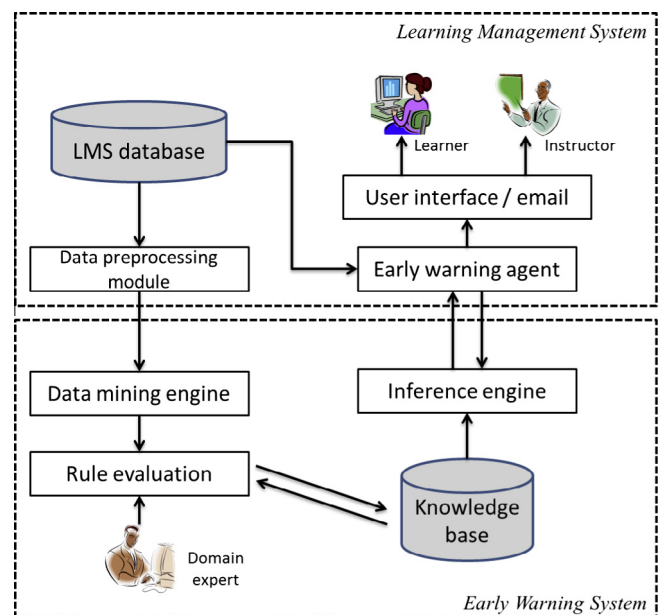 Learning Management System
LMS database
Learner
Instructor
User interface / email
Data preprocessing
module
Early warning agent
Data mining engine
Inference engine
Rule evaluation
Knowledge
base
Domain
expert
Early Warning System